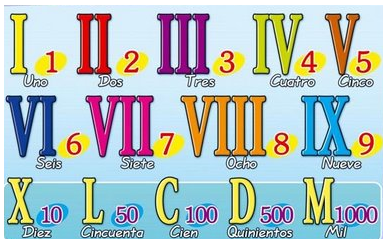 I 1 II 2 III 3 IV 4 V 5
Uno Dos Tres Cuatro Cinco
VI 6 VII 7 VIII 8 IX 9
Seis Siete Ocho Nueve
X 10 L 50 C 100 D 500 M 1000
Diez Cincuenta Cien Quinientos Mil